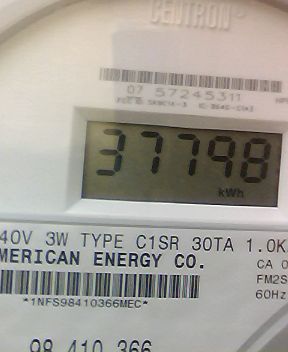 CENTRON
07 57245311
37798
kWh
40V 3W TYPE C1SR 30TA 1.0K
MERICAN ENERGY CO.
CA 0
FM2S
60Hz
*1NFS98410366MEC*
98 410 366